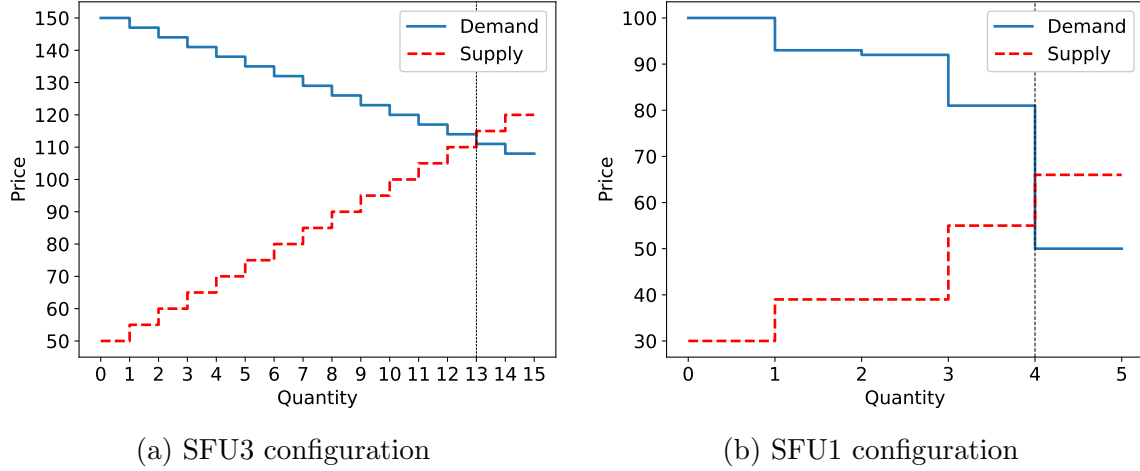 150
140
130
120
110
100
90
80
70
60
50
Price
0 1 2 3 4 5 6 7 8 9 10 11 12 13 14 15
Quantity
Demand
Supply
(a) SFU3 configuration
100
90
80
70
60
50
40
30
Price
0 1 2 3 4 5
Quantity
Demand
Supply
(b) SFU1 configuration